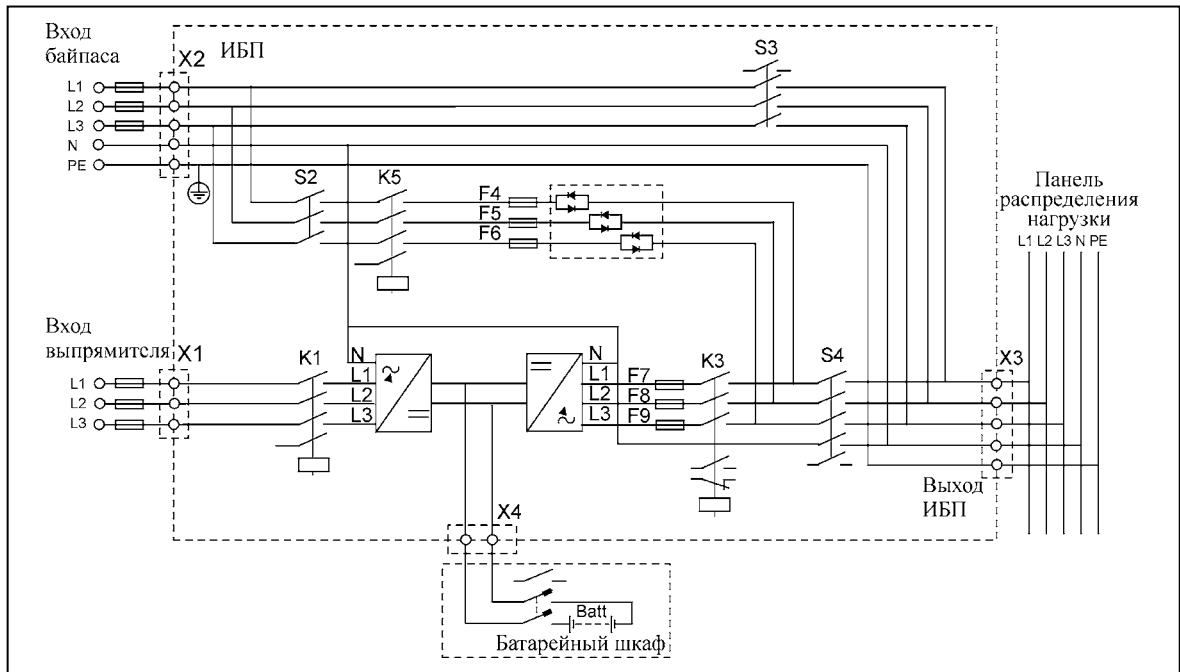 Вход
байпаса
X2
ИБП
S3
L1
L2
L3
N
PE
S2
K5
F4
F5
F6
Панель
распределения
нагрузки
L1 L2 L3 N PE
Вход
выпрямителя
X1
K1
N
L1
L2
L3
N
L1
L2
L3
F7
F8
F9
K3
S4
X3
L1
L2
L3
Выход
ИБП
X4
Batt
Батарейный шкаф